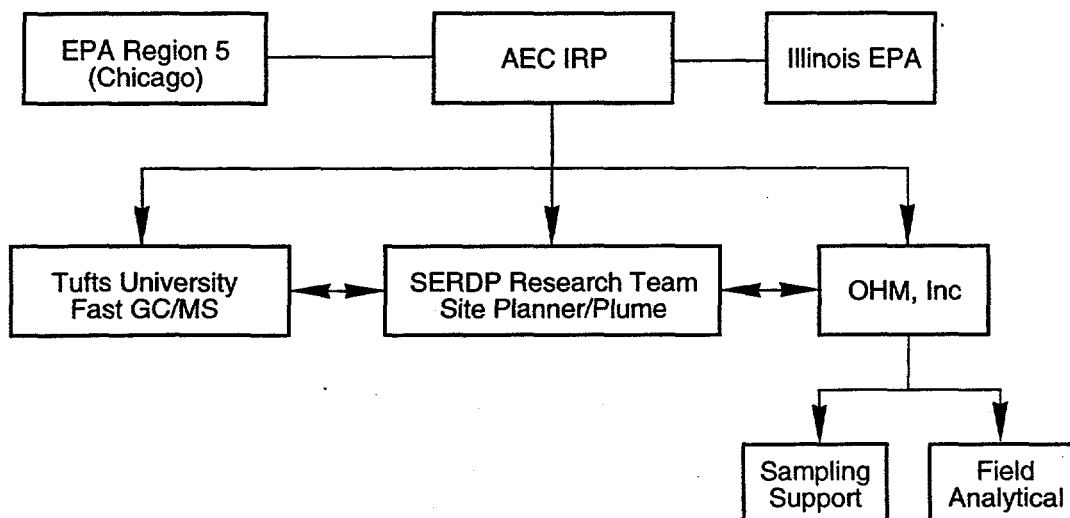 EPA Region 5
(Chicago)
AEC IRP
Illinois EPA
Tufts University
Fast GC/MS
SERDP Research Team
Site Planner/Plume
OHM, Inc
Sampling
Support
Field
Analytical